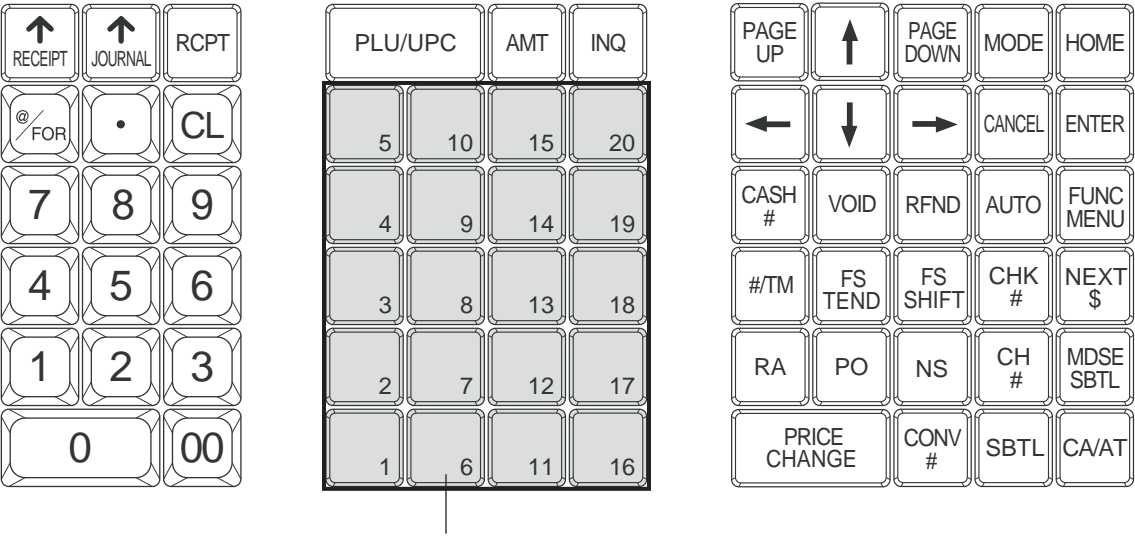 RECEIPT
JOURNAL
RCPT
@/FOR
•
CL
7
8
9
4
5
6
1
2
3
0
00
PLU/UPC
AMT
INQ
5
10
15
20
4
9
14
19
3
8
13
18
2
7
12
17
1
6
11
16
PAGE
UP
PAGE
DOWN
MODE
HOME
CANCEL
ENTER
CASH
#
VOID
RFND
AUTO
FUNC
MENU
#/TM
FS
TEND
FS
SHIFT
CHK
#
NEXT
$
RA
PO
NS
CH
#
MDSE
SBTL
PRICE
CHANGE
CONV
#
SBTL
CA/AT